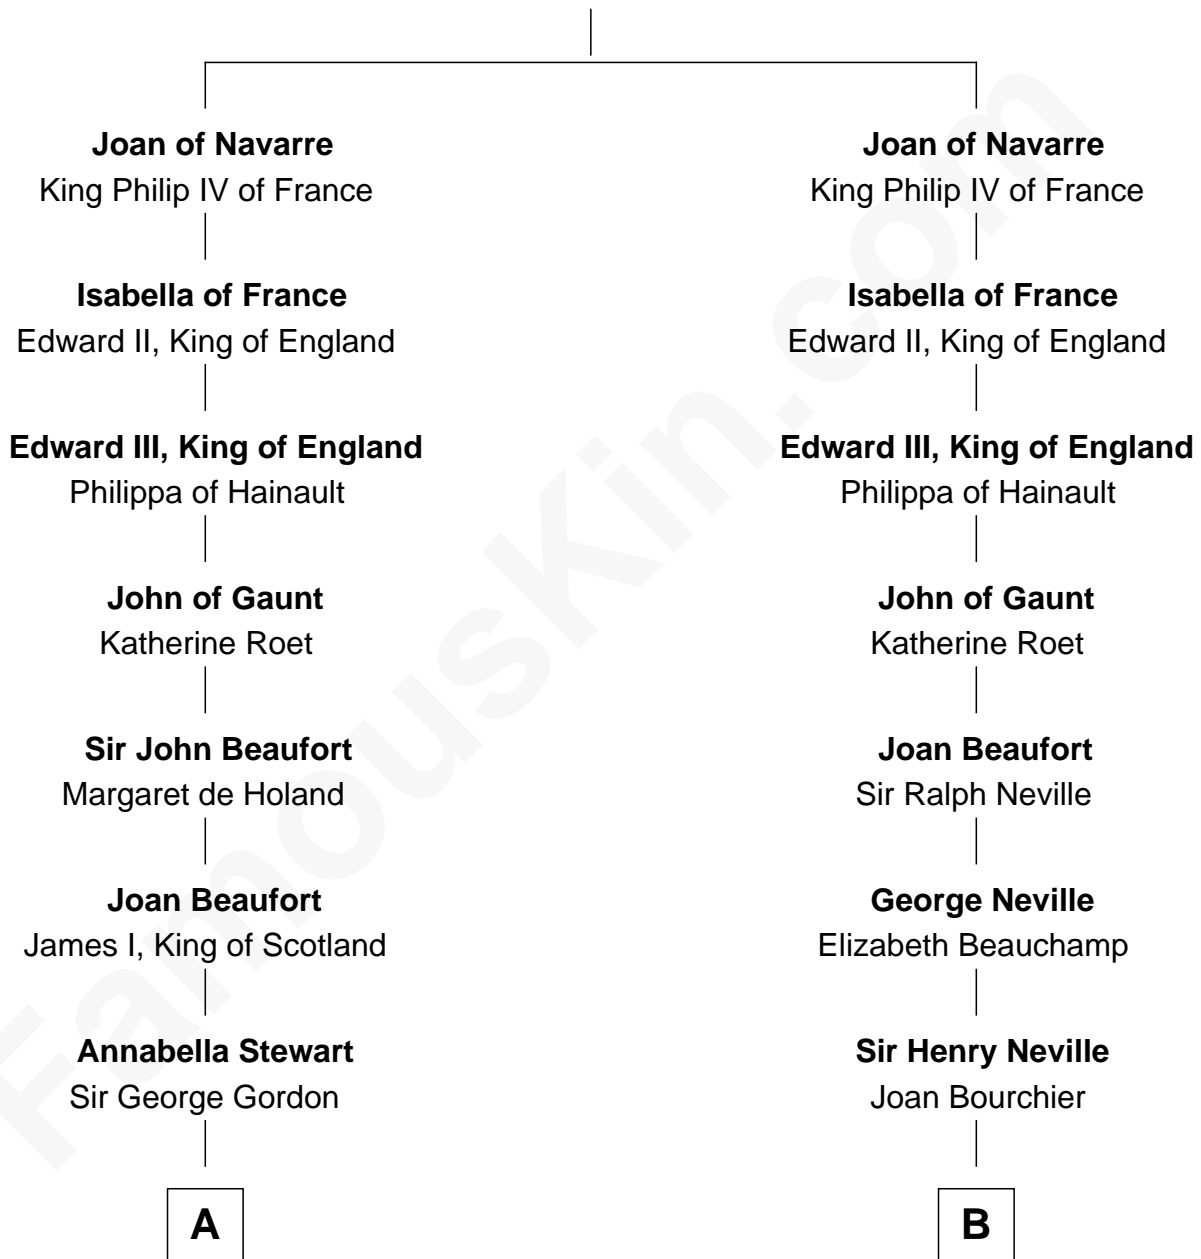 Joan of Navarre
King Philip IV of France
Isabella of France
Edward II, King of England
Edward III, King of England
Philippa of Hainault
John of Gaunt
Katherine Roet
Sir John Beaufort
Margaret de Holand
Joan Beaufort
James I, King of Scotland
Annabella Stewart
Sir George Gordon
A
Joan of Navarre
King Philip IV of France
Isabella of France
Edward II, King of England
Edward III, King of England
Philippa of Hainault
John of Gaunt
Katherine Roet
Joan Beaufort
Sir Ralph Neville
George Neville
Elizabeth Beauchamp
Sir Henry Neville
Joan Bourchier
B
FamousKin.com